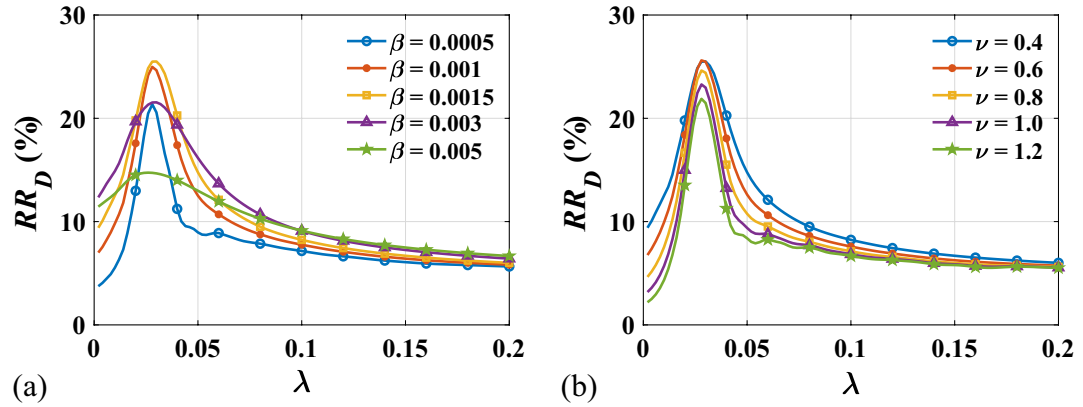 30
20
10
0
RR_D (%)
0
0.05
0.1
0.15
0.2
λ
β = 0.0005
β = 0.001
β = 0.0015
β = 0.003
β = 0.005
(a)
30
20
10
0
RR_D (%)
0
0.05
0.1
0.15
0.2
λ
ν = 0.4
ν = 0.6
ν = 0.8
ν = 1.0
ν = 1.2
(b)